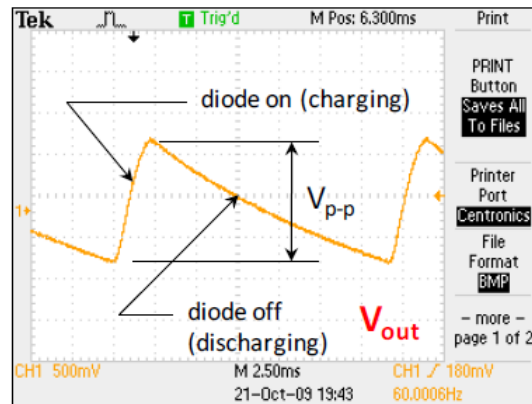 Tek
T Trig'd
M Pos: 6.300ms
Print
PRINT
Button
Saves All
To Files
diode on (charging)
V p-p
1
Printer
Port
Centronics
File
Format
BMP
diode off
(discharging)
V out
– more –
page 1 of 2
CH1 500mV
M 2.50ms
CH1 180mV
21-Oct-09 19:43
60.0006Hz